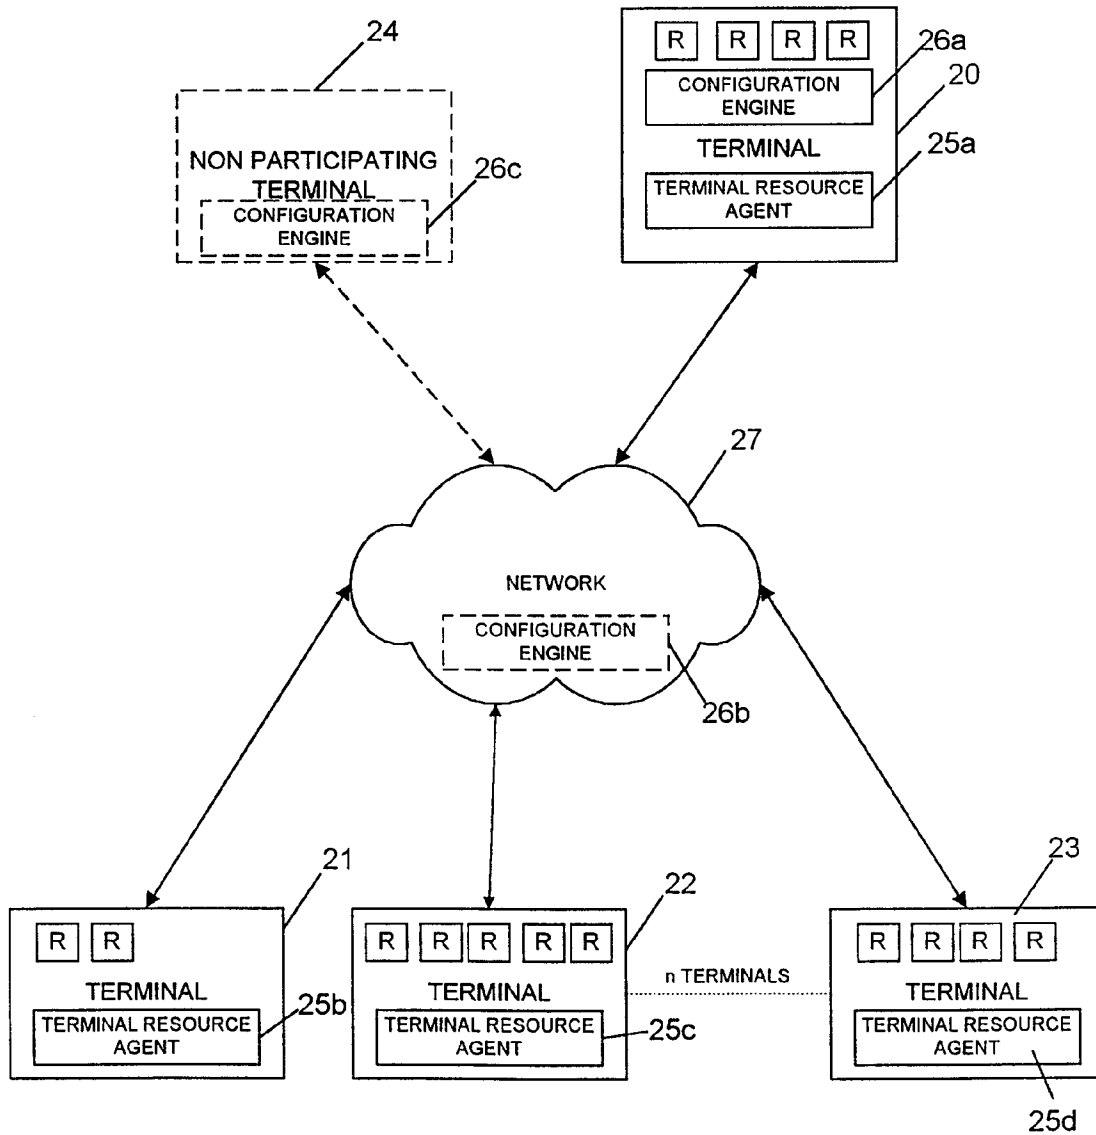 24
NON PARTICIPATING
TERMINAL
CONFIGURATION
ENGINE
26c
R R R R
CONFIGURATION
ENGINE
TERMINAL
TERMINAL RESOURCE
AGENT
26a
20
25a
27
NETWORK
CONFIGURATION
ENGINE
26b
21
R R
TERMINAL
25b
TERMINAL RESOURCE
AGENT
22
R R R R R
TERMINAL
25c
TERMINAL RESOURCE
AGENT
n TERMINALS
23
R R R R
TERMINAL
TERMINAL RESOURCE
AGENT
25d